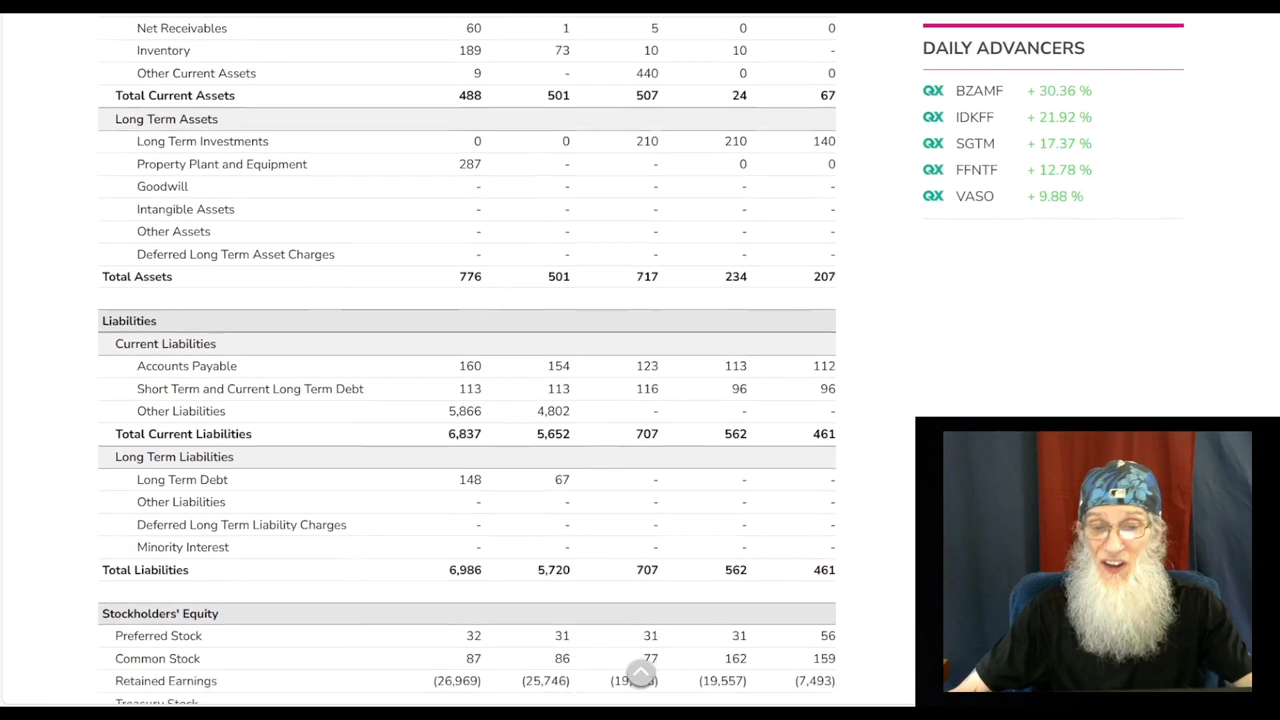 Net Receivables 60 1 5 0 0
Inventory 189 73 10 10 -
Other Current Assets 9 - 440 0 0
Total Current Assets 488 501 507 24 67
Long Term Assets
Long Term Investments 0 0 210 210 140
Property Plant and Equipment 287 - - 0 0
Goodwill - - - - -
Intangible Assets - - - - -
Other Assets - - - - -
Deferred Long Term Asset Charges - - - - -
Total Assets 776 501 717 234 207
Liabilities
Current Liabilities
Accounts Payable 160 154 123 113 112
Short Term and Current Long Term Debt 113 113 116 96 96
Other Liabilities 5,866 4,802 - - -
Total Current Liabilities 6,837 5,652 707 562 461
Long Term Liabilities
Long Term Debt 148 67 - - -
Other Liabilities - - - - -
Deferred Long Term Liability Charges - - - - -
Minority Interest - - - - -
Total Liabilities 6,986 5,720 707 562 461
Stockholders' Equity
Preferred Stock 32 31 31 31 56
Common Stock 87 86 77 162 159
Retained Earnings (26,969) (25,746) (19,557) (7,493)
Treasury Stock
DAILY ADVANCERS
QX BZAMF + 30.36 %
QX IDKFF + 21.92 %
QX SGTM + 17.37 %
QX FFNTF + 12.78 %
QX VASO + 9.88 %